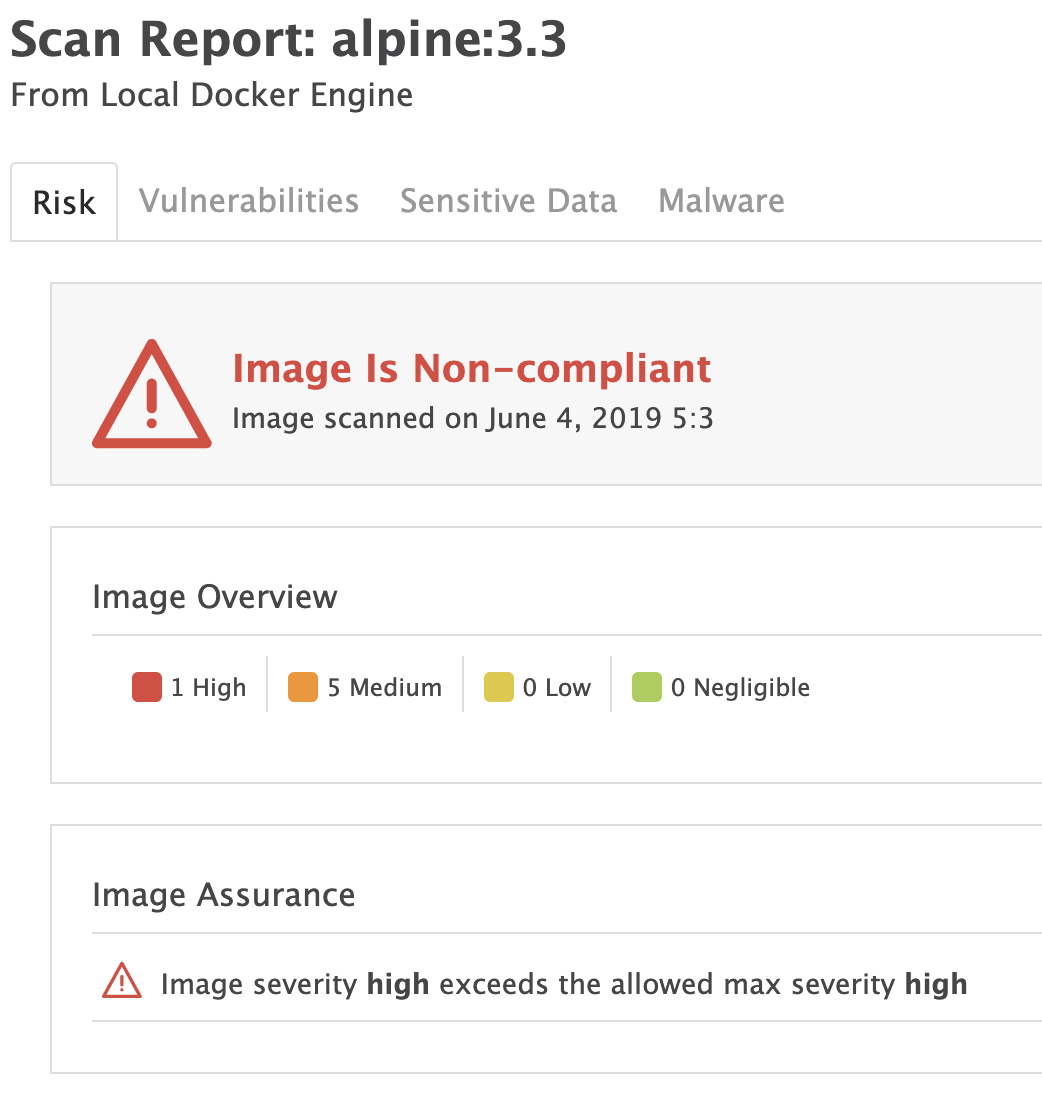 Scan Report: alpine:3.3
From Local Docker Engine
Risk Vulnerabilities Sensitive Data Malware
Image Is Non-compliant
Image scanned on June 4, 2019 5:3
Image Overview
1 High 5 Medium 0 Low 0 Negligible
Image Assurance
Image severity high exceeds the allowed max severity high